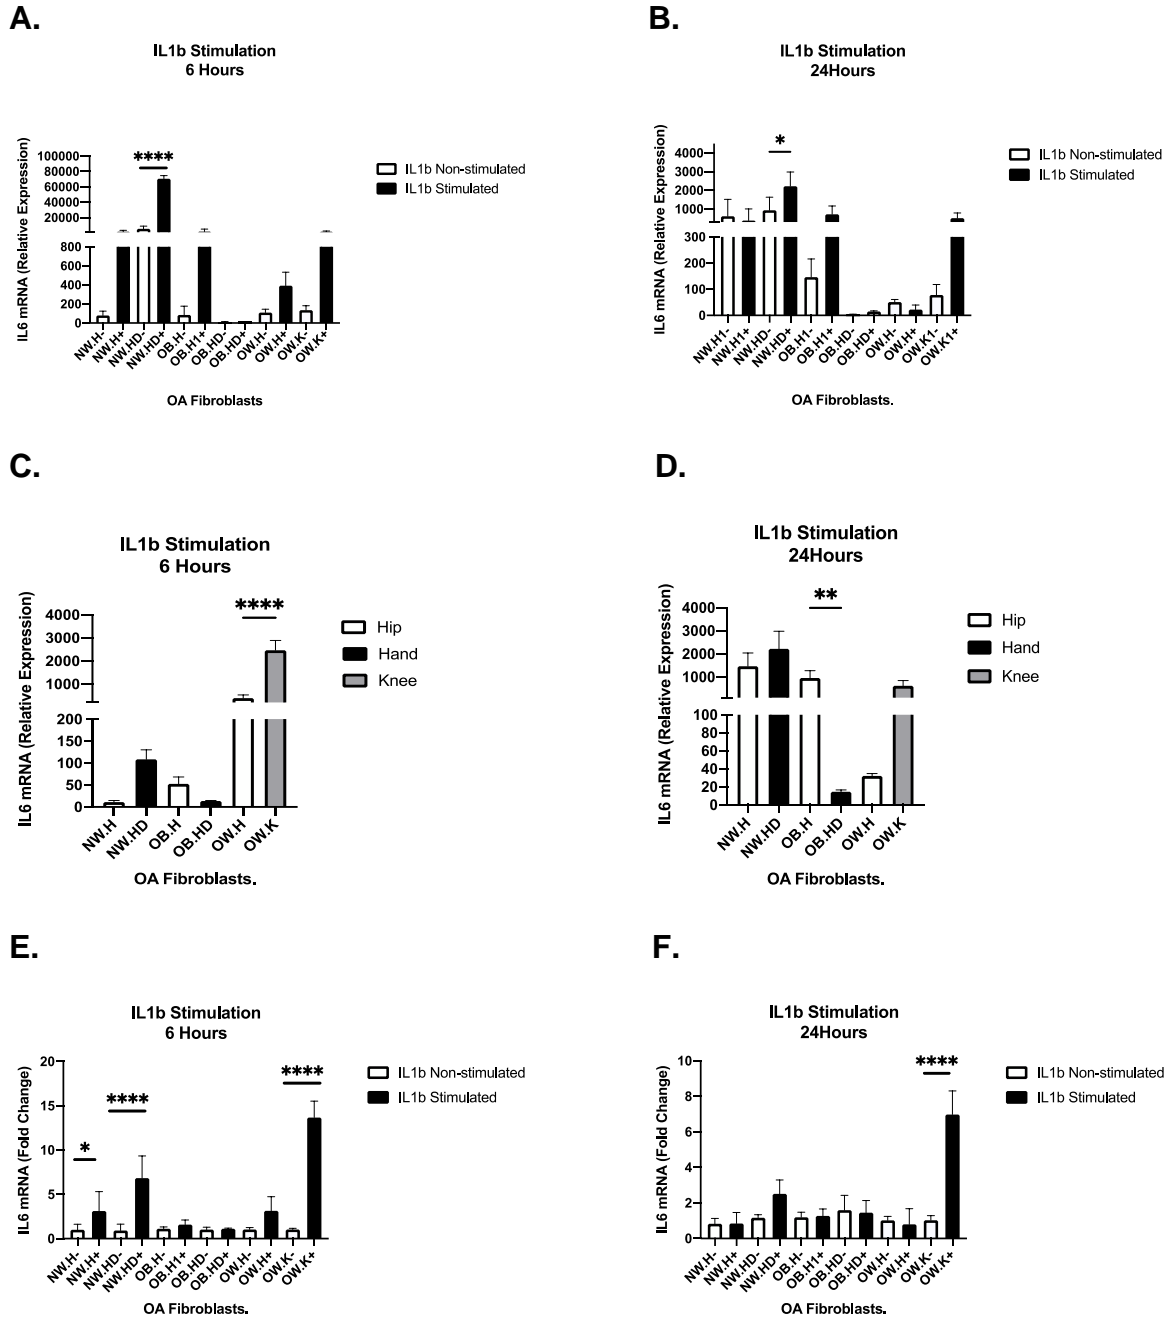 A.
IL1b Stimulation
6 Hours
IL6 mRNA (Relative Expression)
100000
80000
60000
40000
20000
800
600
400
200
0
****
IL1b Non-stimulated
IL1b Stimulated
NW.H-
NW.H+
NW.HD-
NW.HD+
OB.H-
OB.H1+
OB.HD-
OB.HD+
OW.H-
OW.H+
OW.K-
OW.K+
OA Fibroblasts
B.
IL1b Stimulation
24Hours
IL6 mRNA (Relative Expression)
4000
3000
2000
1000
300
200
100
0
*
IL1b Non-stimulated
IL1b Stimulated
NW.H1-
NW.H1+
NW.HD-
NW.HD+
OB.H1-
OB.H1+
OB.HD-
OB.HD+
OW.H-
OW.H+
OW.K1-
OW.K1+
OA Fibroblasts.
C.
IL1b Stimulation
6 Hours
IL6 mRNA (Relative Expression)
4000
3000
2000
1000
200
150
100
50
0
****
Hip
Hand
Knee
NW.H
NW.HD
OB.H
OB.HD
OW.H
OW.K
OA Fibroblasts.
D.
IL1b Stimulation
24Hours
IL6 mRNA (Relative Expression)
4000
3000
2000
1000
100
80
60
40
20
0
**
Hip
Hand
Knee
NW.H
NW.HD
OB.H
OB.HD
OW.H
OW.K
OA Fibroblasts.
E.
IL1b Stimulation
6 Hours
IL6 mRNA (Fold Change)
20
15
10
5
0
*
****
****
IL1b Non-stimulated
IL1b Stimulated
NW.H-
NW.H+
NW.HD-
NW.HD+
OB.H-
OB.H1+
OB.HD-
OB.HD+
OW.H-
OW.H+
OW.K-
OW.K+
OA Fibroblasts.
F.
IL1b Stimulation
24Hours
IL6 mRNA (Fold Change)
10
8
6
4
2
0
****
IL1b Non-stimulated
IL1b Stimulated
NW.H-
NW.H+
NW.HD-
NW.HD+
OB.H-
OB.H1+
OB.HD-
OB.HD+
OW.H-
OW.H+
OW.K-
OW.K+
OA Fibroblasts.